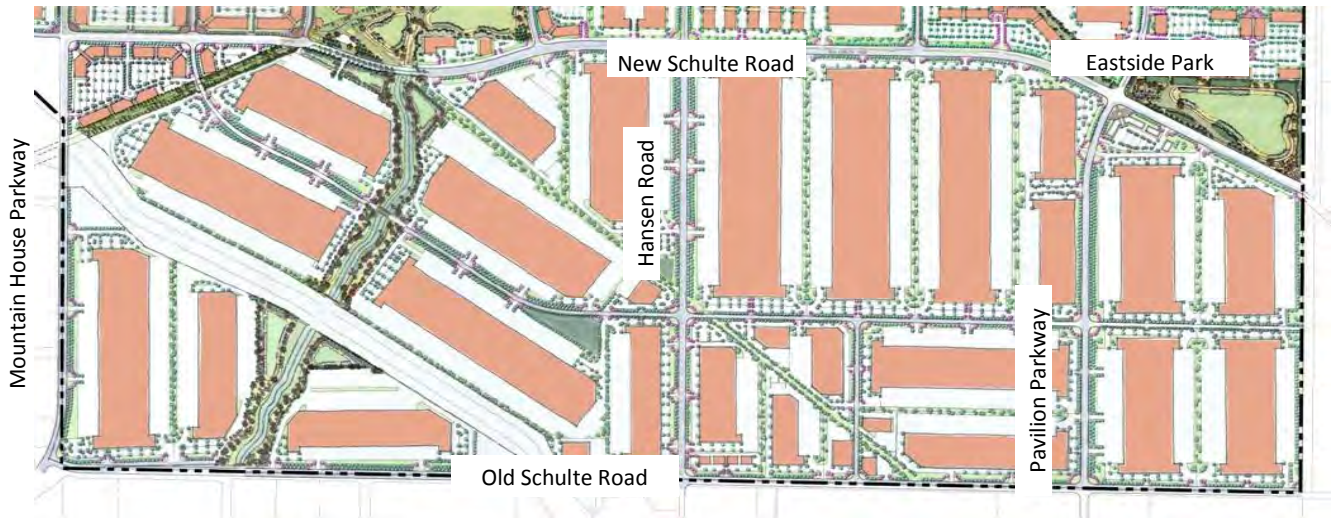 New Schulte Road
Eastside Park
Mountain House Parkway
Hansen Road
Pavilion Parkway
Old Schulte Road